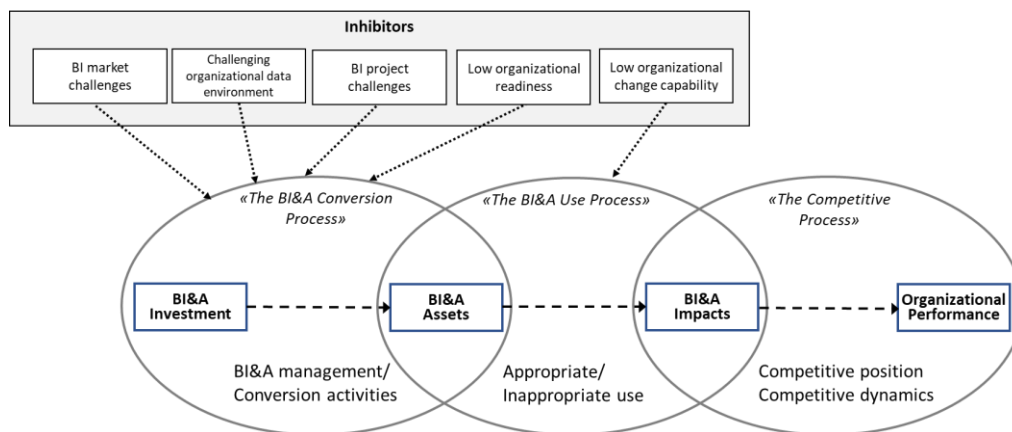 Inhibitors
BI market
challenges
Challenging
organizational data
environment
BI project
challenges
Low organizational
readiness
Low organizational
change capability
«The BI&A Conversion
Process»
«The BI&A Use Process»
«The Competitive
Process»
BI&A
Investment
BI&A
Assets
BI&A
Impacts
Organizational
Performance
BI&A management/
Conversion activities
Appropriate/
Inappropriate use
Competitive position
Competitive dynamics